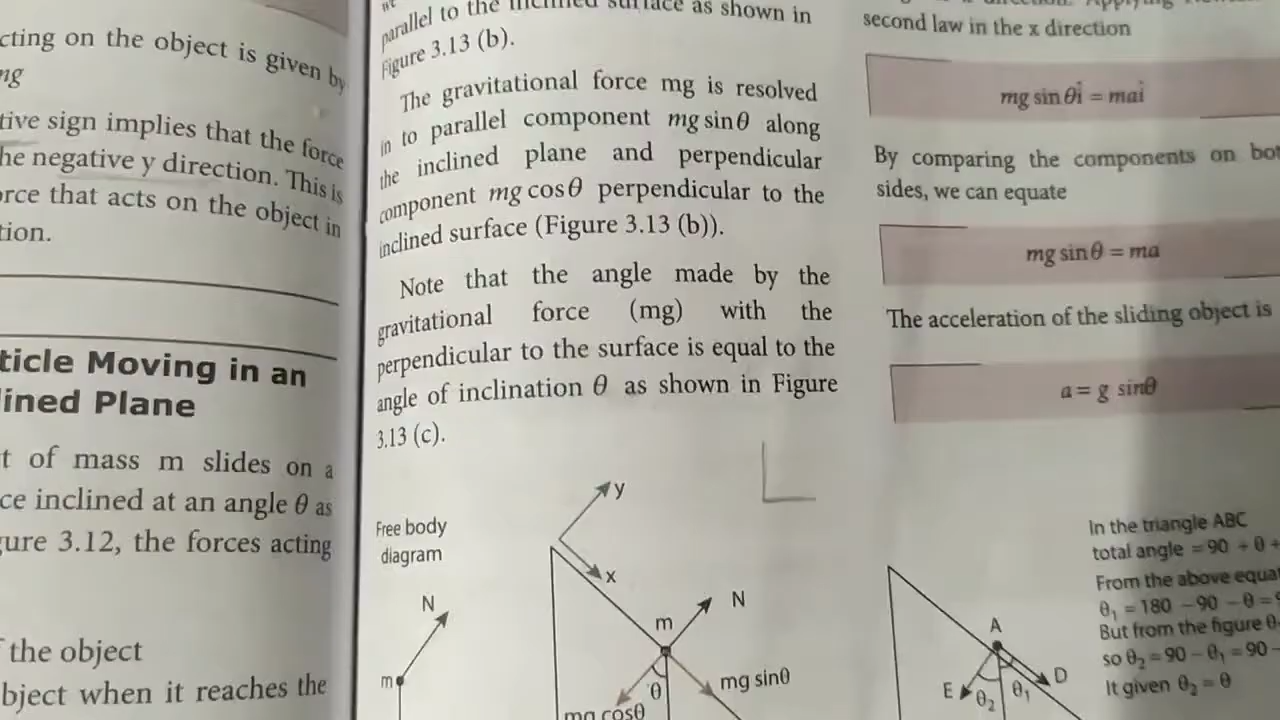 cting on the object is given by
ng
tive sign implies that the force
he negative y direction. This is
orce that acts on the object in
tion.
ticle Moving in an
lined Plane
t of mass m slides on a
ce inclined at an angle θ as
gure 3.12, the forces acting
the object
bject when it reaches the
we
parallel to the inclined surface as shown in
Figure 3.13 (b).
The gravitational force mg is resolved
in to parallel component mg sinθ along
the inclined plane and perpendicular
component mg cosθ perpendicular to the
inclined surface (Figure 3.13 (b)).
Note that the angle made by the
gravitational force (mg) with the
perpendicular to the surface is equal to the
angle of inclination θ as shown in Figure
3.13 (c).
Free body
diagram
N
m
y
x
N
m
θ
mg sinθ
mg cosθ
second law in the x direction
mg sin θî = maî
By comparing the components on bot
sides, we can equate
mg sinθ = ma
The acceleration of the sliding object is
a = g sinθ
In the triangle ABC
total angle = 90 + θ +
From the above equa
θ₁ = 180 − 90 − θ =
But from the figure θ
so θ₂ = 90 − θ₁ = 90 −
It given θ₂ = θ
A
E
θ₂
θ₁
D